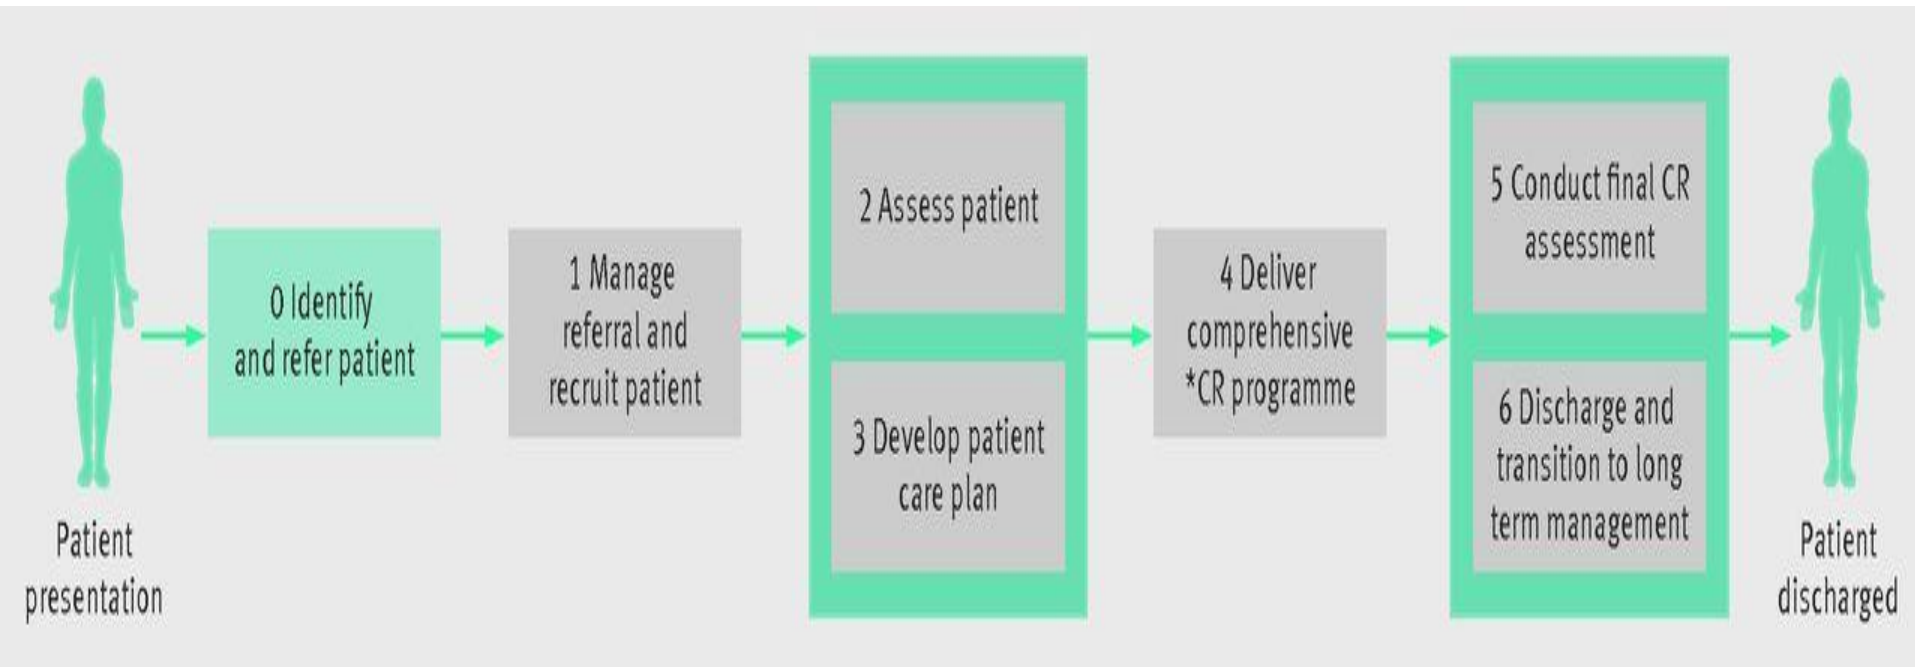 Patient
presentation
0 Identify
and refer patient
1 Manage
referral and
recruit patient
2 Assess patient
3 Develop patient
care plan
4 Deliver
comprehensive
*CR programme
5 Conduct final CR
assessment
6 Discharge and
transition to long
term management
Patient
discharged